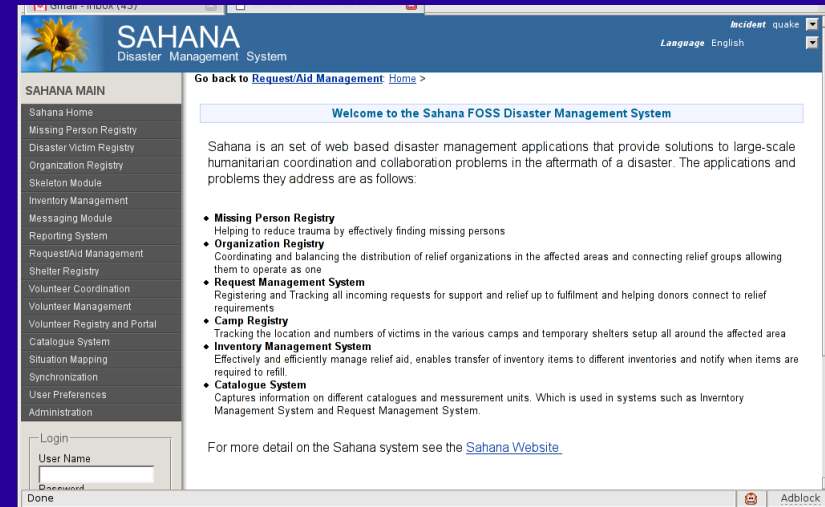 Gmail - Inbox (43)
SAHANA
Disaster Management System
Incident quake
Language English
Go back to Request/Aid Management: Home >
SAHANA MAIN
Sahana Home
Missing Person Registry
Disaster Victim Registry
Organization Registry
Skeleton Module
Inventory Management
Messaging Module
Reporting System
Request/Aid Management
Shelter Registry
Volunteer Coordination
Volunteer Management
Volunteer Registry and Portal
Catalogue System
Situation Mapping
Synchronization
User Preferences
Administration
Login
User Name
Password
Welcome to the Sahana FOSS Disaster Management System
Sahana is an set of web based disaster management applications that provide solutions to large-scale
humanitarian coordination and collaboration problems in the aftermath of a disaster. The applications and
problems they address are as follows:
Missing Person Registry
Helping to reduce trauma by effectively finding missing persons
Organization Registry
Coordinating and balancing the distribution of relief organizations in the affected areas and connecting relief groups allowing
them to operate as one
Request Management System
Registering and Tracking all incoming requests for support and relief up to fulfilment and helping donors connect to relief
requirements
Camp Registry
Tracking the location and numbers of victims in the various camps and temporary shelters setup all around the affected area
Inventory Management System
Effectively and efficiently manage relief aid, enables transfer of inventory items to different inventories and notify when items are
required to refill.
Catalogue System
Captures information on different catalogues and messurement units. Which is used in systems such as Inverntory
Management System and Request Management System.
For more detail on the Sahana system see the Sahana Website
Done
Adblock